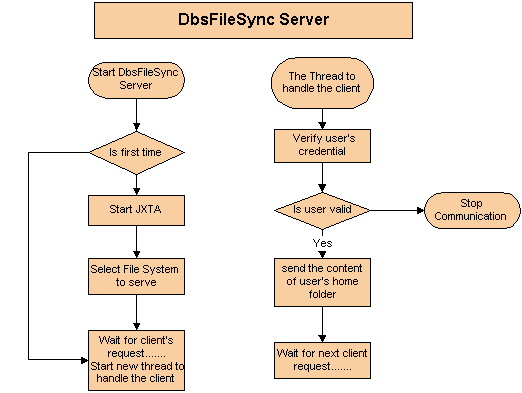 DbsFileSync Server
Start DbsFileSync
Server
Is first time
Start JXTA
Select File System
to serve
Wait for client's
request.......
Start new thread to
handle the client
The Thread to
handle the client
Verify user's
credential
Is user valid
Stop
Communication
Yes
send the content
of user's home
folder
Wait for next client
request.......